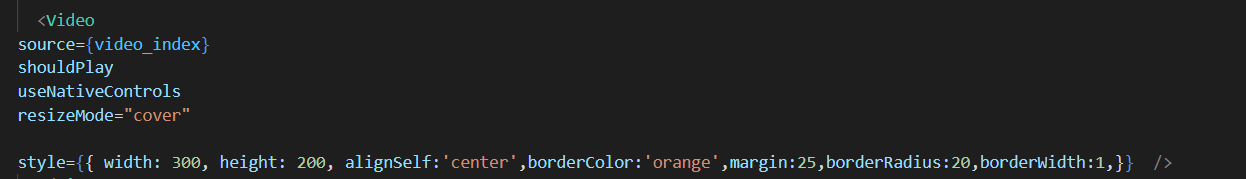 <Video
source={video_index}
shouldPlay
useNativeControls
resizeMode="cover"
style={{ width: 300, height: 200, alignSelf:'center',borderColor:'orange',margin:25,borderRadius:20,borderWidth:1,}}  />